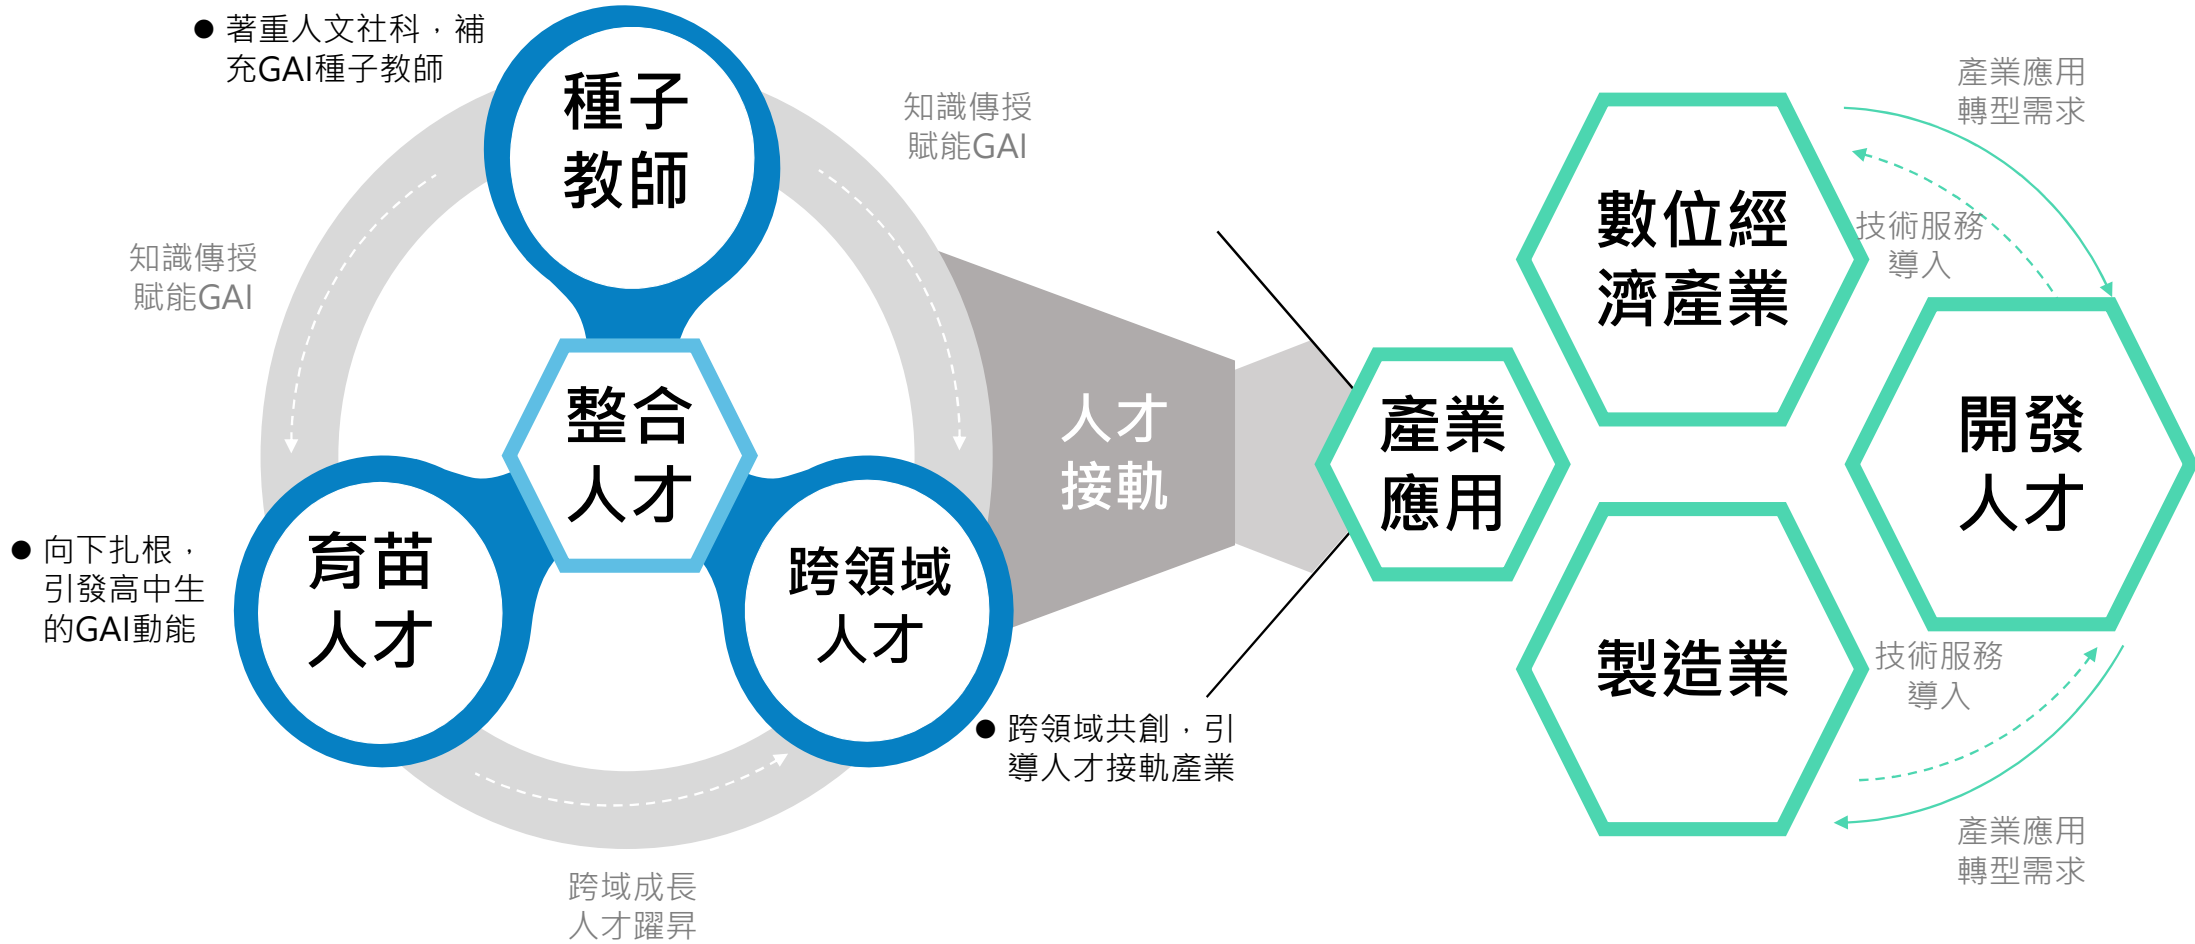 著重人文社科，補
充GAI種子教師
種子
教師
知識傳授
賦能GAI
知識傳授
賦能GAI
整合
人才
育苗
人才
跨領域
人才
向下扎根，
引發高中生
的GAI動能
跨域成長
人才躍昇
人才
接軌
跨領域共創，引
導人才接軌產業
產業
應用
數位經
濟產業
製造業
開發
人才
產業應用
轉型需求
技術服務
導入
技術服務
導入
產業應用
轉型需求